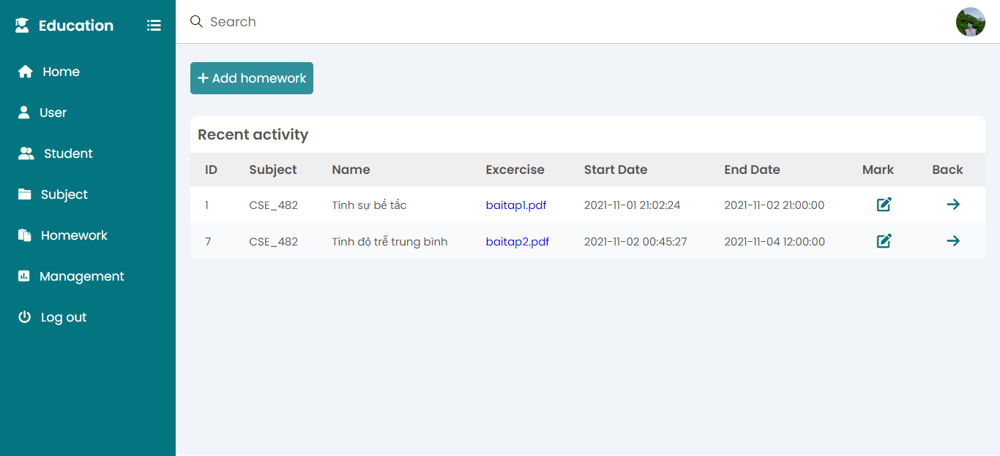 Education
Search
Home
User
Student
Subject
Homework
Management
Log out
+ Add homework
Recent activity
ID Subject Name Excercise Start Date End Date Mark Back
1 CSE_482 Tính sự bế tắc baitap1.pdf 2021-11-01 21:02:24 2021-11-02 21:00:00
7 CSE_482 Tính độ trễ trung bình baitap2.pdf 2021-11-02 00:45:27 2021-11-04 12:00:00